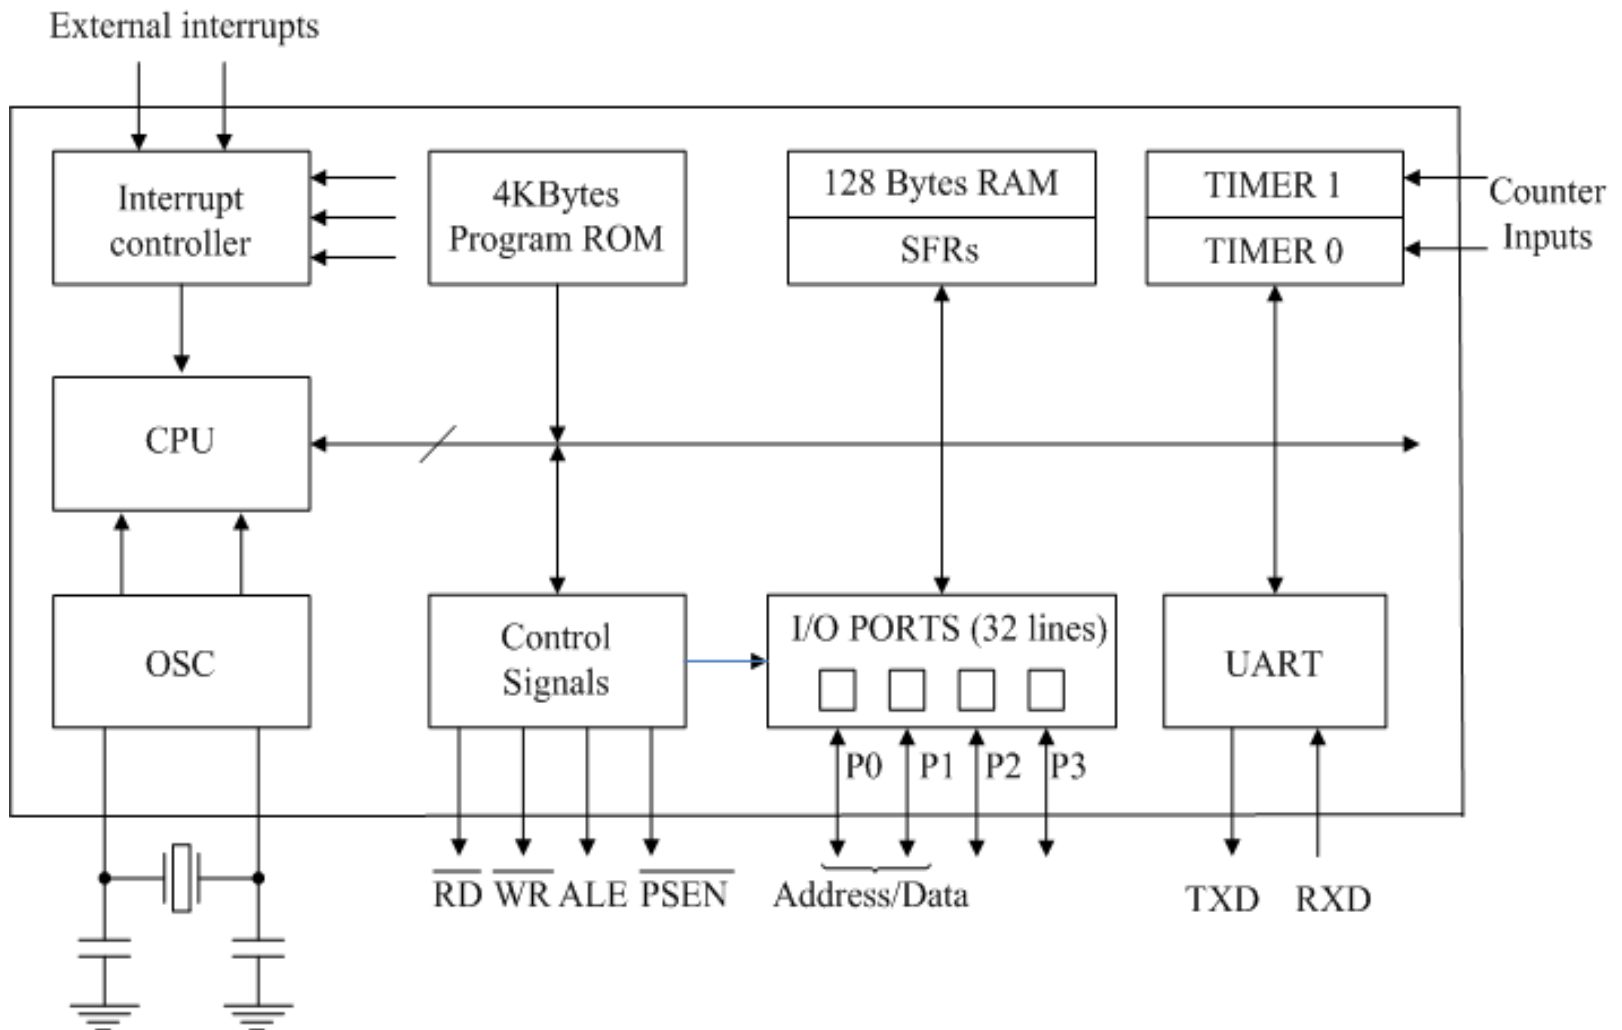 External interrupts
Interrupt
controller
4KBytes
Program ROM
128 Bytes RAM
SFRs
TIMER 1
TIMER 0
Counter
Inputs
CPU
OSC
Control
Signals
I/O PORTS (32 lines)
UART
P0 P1 P2 P3
RD WR ALE PSEN
Address/Data
TXD RXD